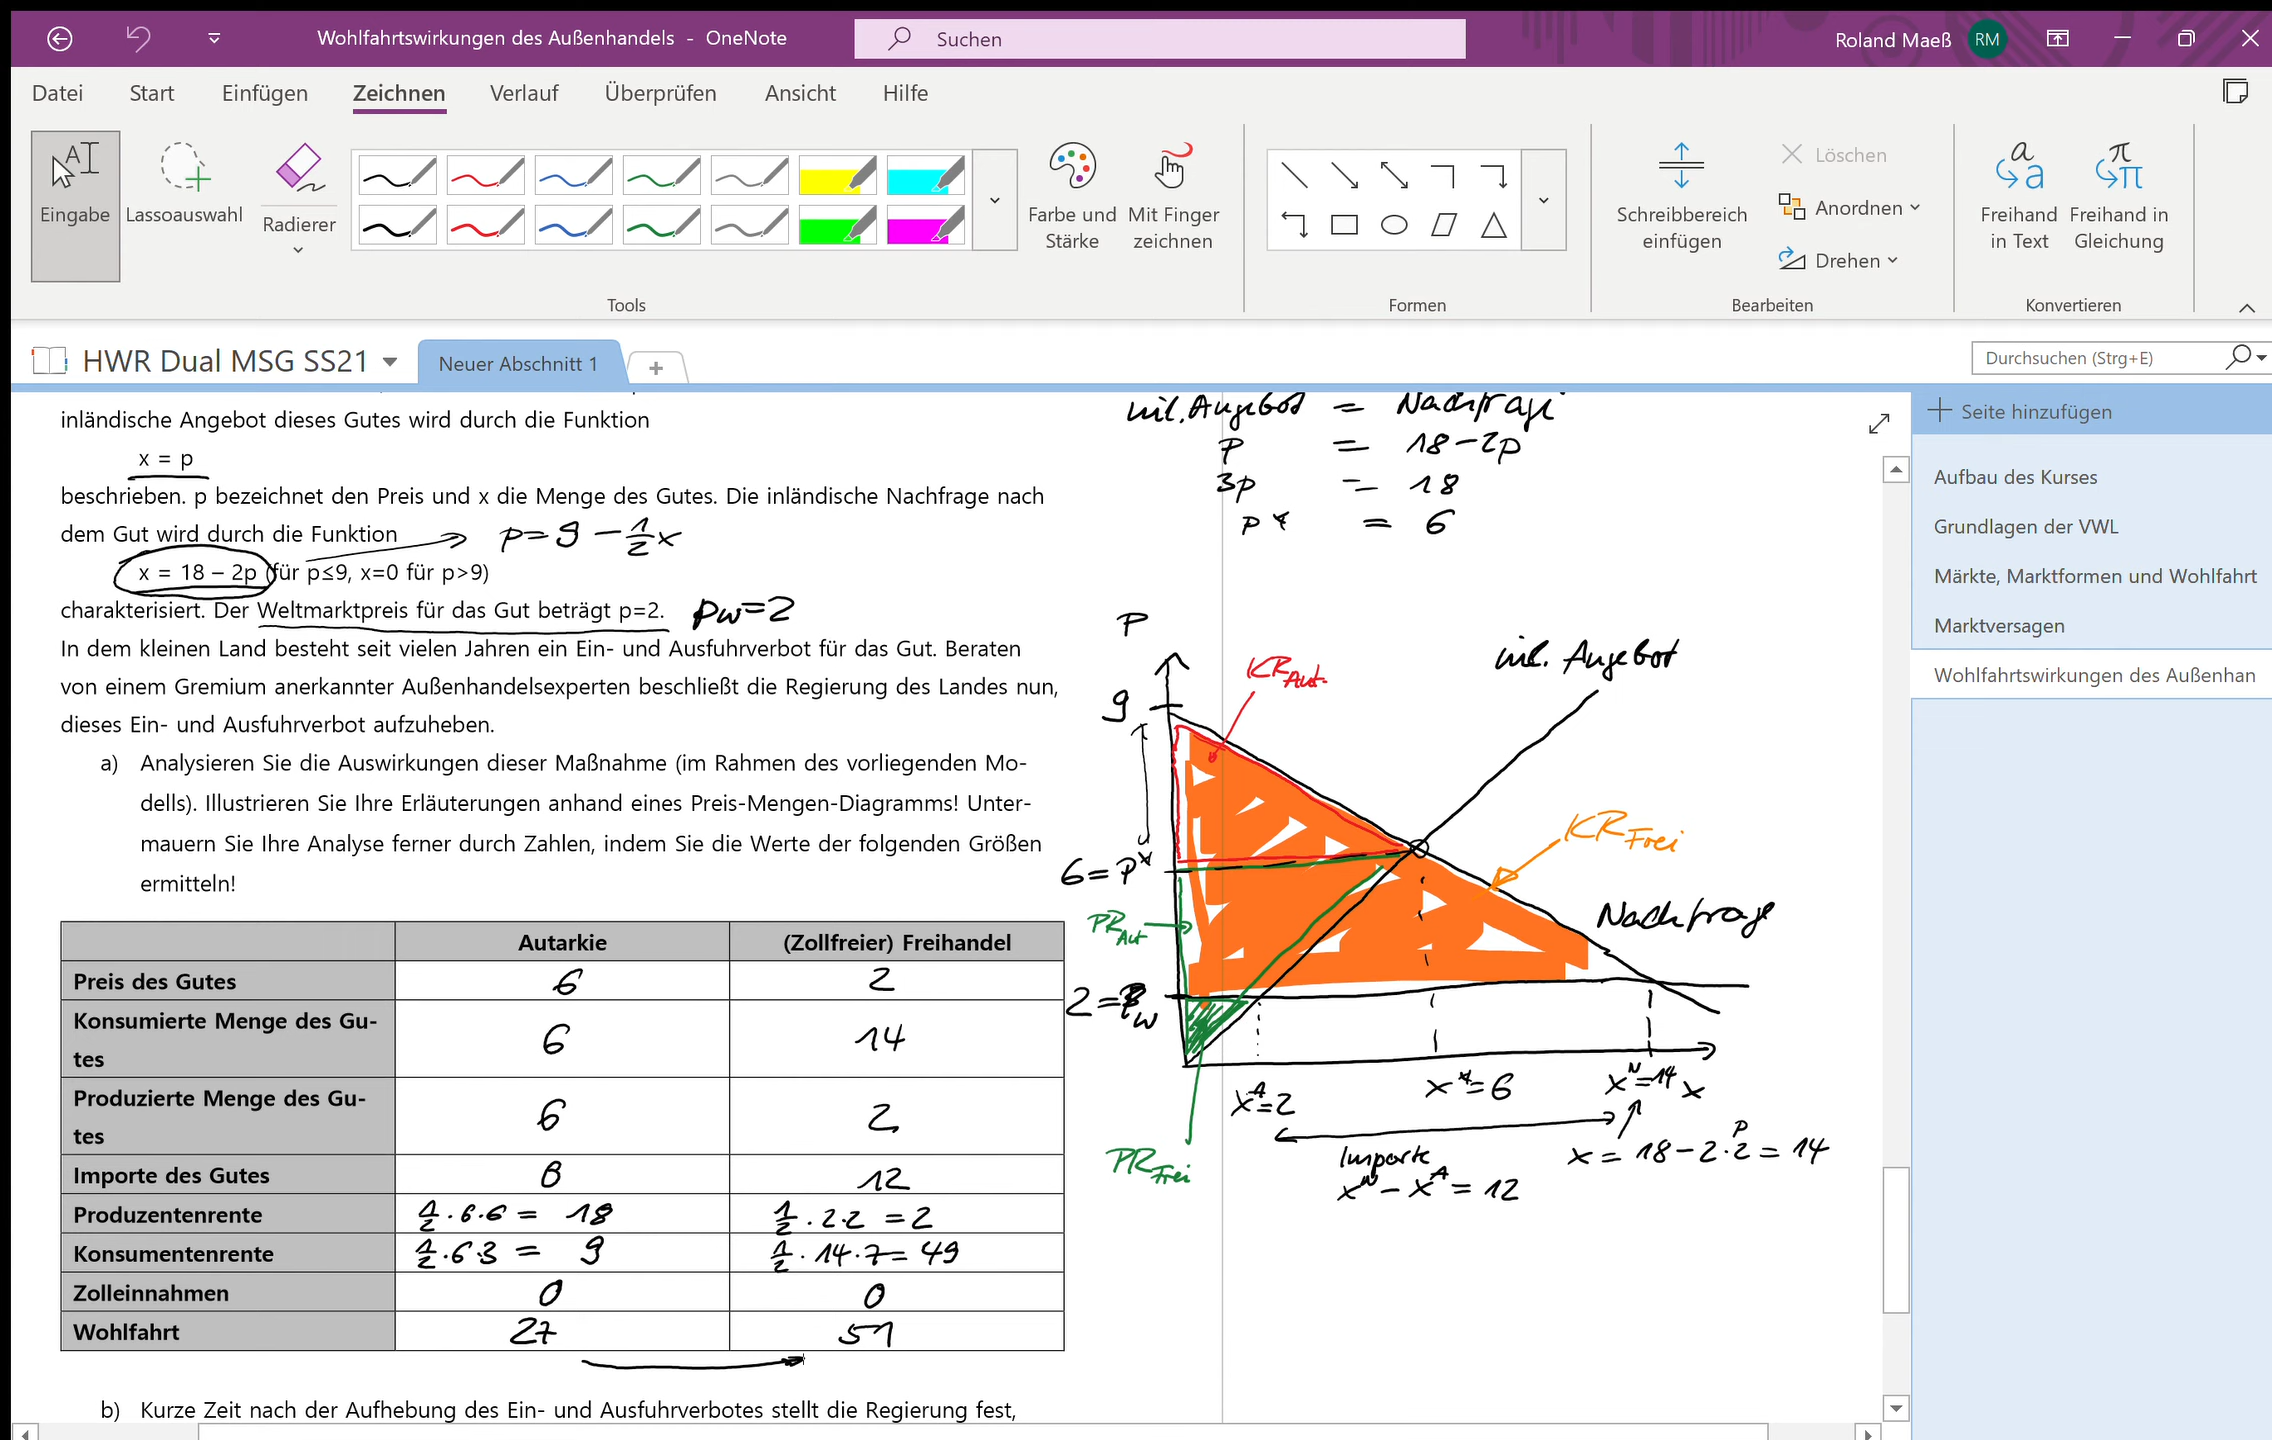 Wohlfahrtswirkungen des Außenhandels - OneNote
Suchen
Roland Maeß RM
Datei Start Einfügen Zeichnen Verlauf Überprüfen Ansicht Hilfe
Eingabe
Lassoauswahl
Radierer
Farbe und Stärke
Mit Finger zeichnen
Tools
Formen
Schreibbereich einfügen
Löschen
Anordnen
Drehen
Bearbeiten
Freihand in Text
Freihand in Gleichung
Konvertieren
HWR Dual MSG SS21
Neuer Abschnitt 1
Durchsuchen (Strg+E)
inländische Angebot dieses Gutes wird durch die Funktion
x = p
beschrieben. p bezeichnet den Preis und x die Menge des Gutes. Die inländische Nachfrage nach
dem Gut wird durch die Funktion p = 9 - 1/2 x
x = 18 – 2p (für p≤9, x=0 für p>9)
charakterisiert. Der Weltmarktpreis für das Gut beträgt p=2. pw=2
In dem kleinen Land besteht seit vielen Jahren ein Ein- und Ausfuhrverbot für das Gut. Beraten
von einem Gremium anerkannter Außenhandelsexperten beschließt die Regierung des Landes nun,
dieses Ein- und Ausfuhrverbot aufzuheben.
a) Analysieren Sie die Auswirkungen dieser Maßnahme (im Rahmen des vorliegenden Mo-
dells). Illustrieren Sie Ihre Erläuterungen anhand eines Preis-Mengen-Diagramms! Unter-
mauern Sie Ihre Analyse ferner durch Zahlen, indem Sie die Werte der folgenden Größen
ermitteln!
Autarkie (Zollfreier) Freihandel
Preis des Gutes 6 2
Konsumierte Menge des Gu-
tes 6 14
Produzierte Menge des Gu-
tes 6 2
Importe des Gutes 0 12
Produzentenrente 1/2 · 6·6 = 18 1/2 · 2·2 = 2
Konsumentenrente 1/2 · 6·3 = 9 1/2 · 14·7 = 49
Zolleinnahmen 0 0
Wohlfahrt 27 51
b) Kurze Zeit nach der Aufhebung des Ein- und Ausfuhrverbotes stellt die Regierung fest,
inl. Angebot = Nachfrage
p = 18 - 2p
3p = 18
p* = 6
P
9
KR Aut.
inl. Angebot
KR Frei
6 = P*
PR Aut
Nachfrage
2 = Pw
x^A = 2
x* = 6
x^N = 14
x
PR Frei
Importe
x^N - x^A = 12
p
x = 18 - 2·2 = 14
Seite hinzufügen
Aufbau des Kurses
Grundlagen der VWL
Märkte, Marktformen und Wohlfahrt
Marktversagen
Wohlfahrtswirkungen des Außenhan